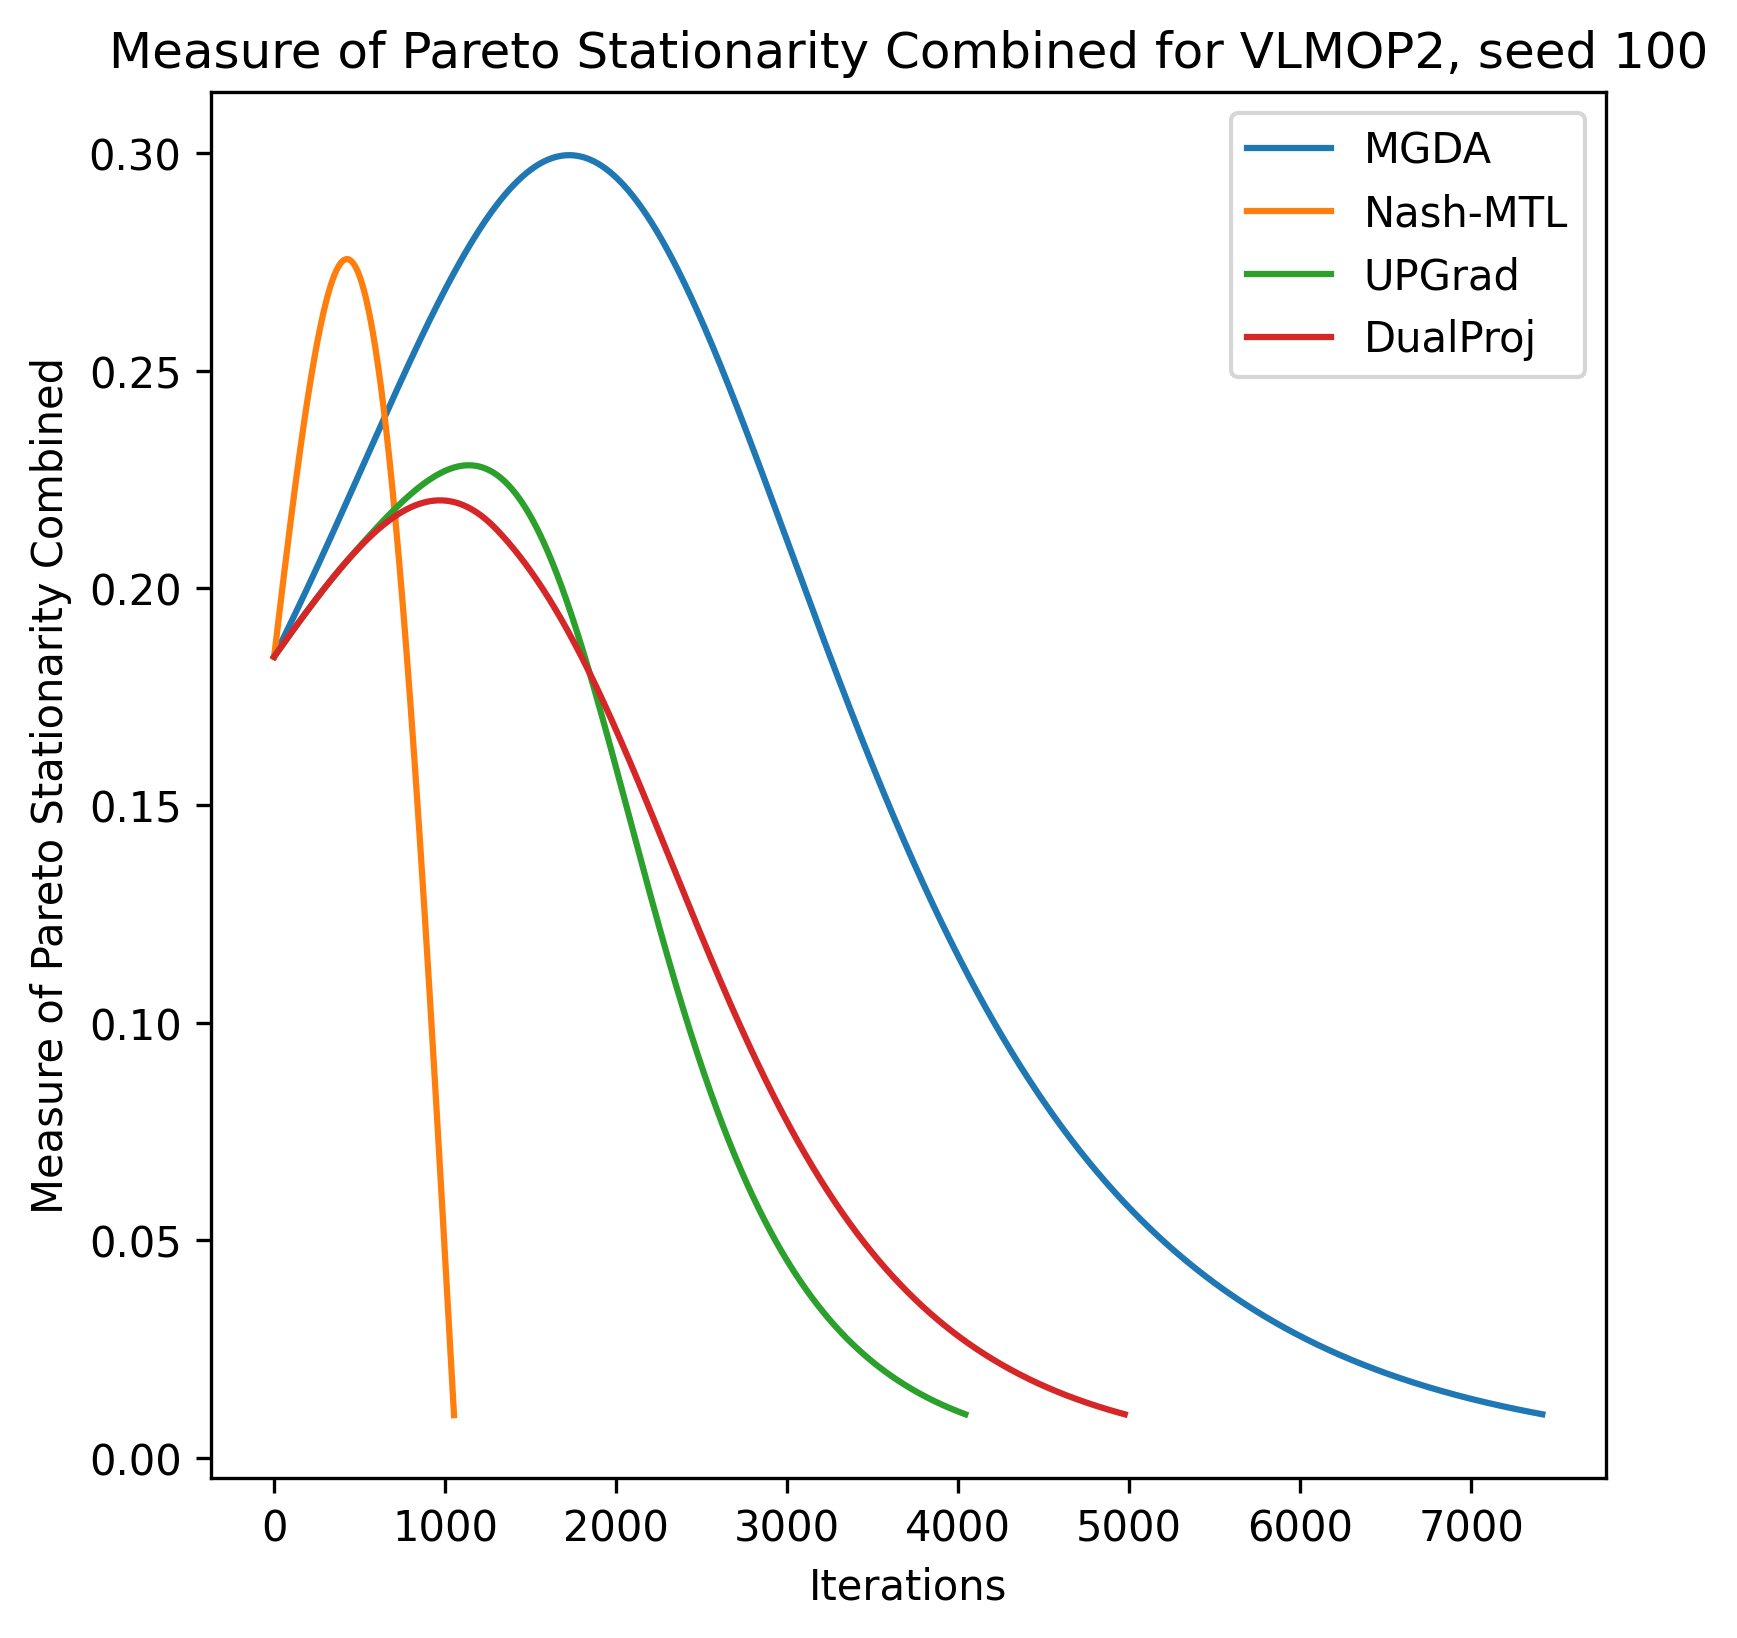 Measure of Pareto Stationarity Combined for VLMOP2, seed 100
MGDA
Nash-MTL
UPGrad
DualProj
Measure of Pareto Stationarity Combined
0.30
0.25
0.20
0.15
0.10
0.05
0.00
0 1000 2000 3000 4000 5000 6000 7000
Iterations